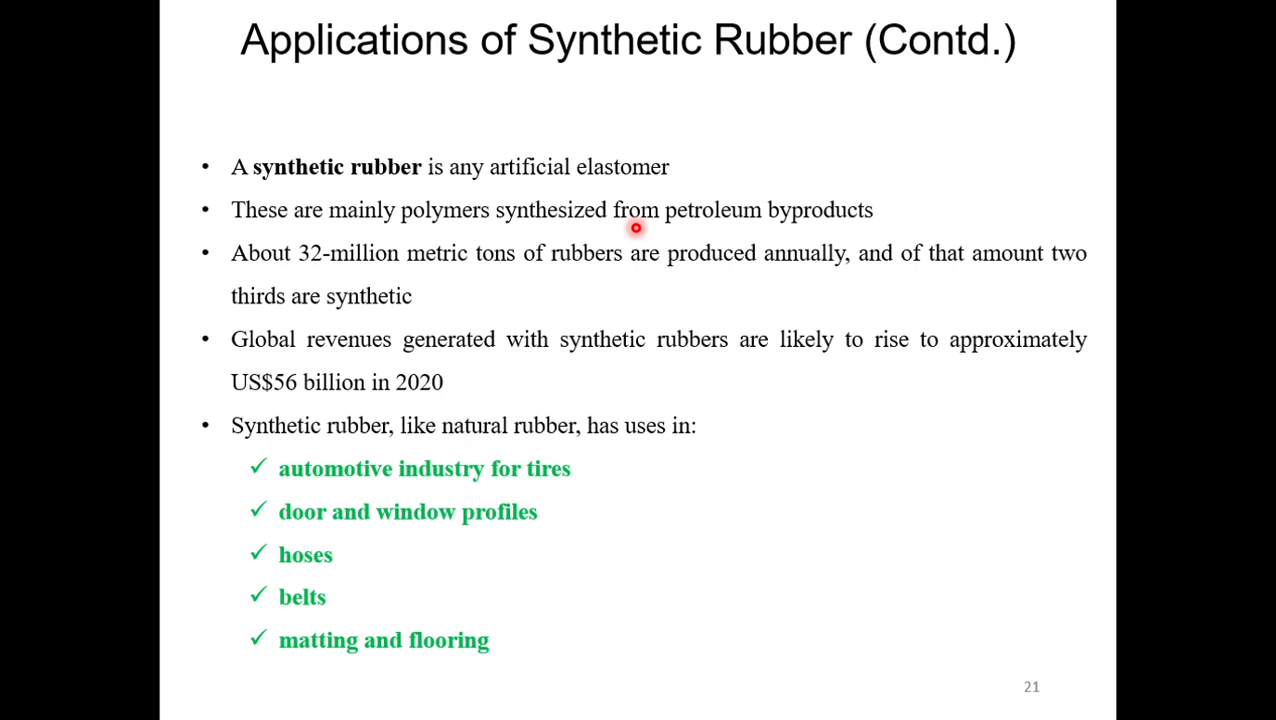 Applications of Synthetic Rubber (Contd.)
• A synthetic rubber is any artificial elastomer
• These are mainly polymers synthesized from petroleum byproducts
• About 32-million metric tons of rubbers are produced annually, and of that amount two
thirds are synthetic
• Global revenues generated with synthetic rubbers are likely to rise to approximately
US$56 billion in 2020
• Synthetic rubber, like natural rubber, has uses in:
✓ automotive industry for tires
✓ door and window profiles
✓ hoses
✓ belts
✓ matting and flooring
21